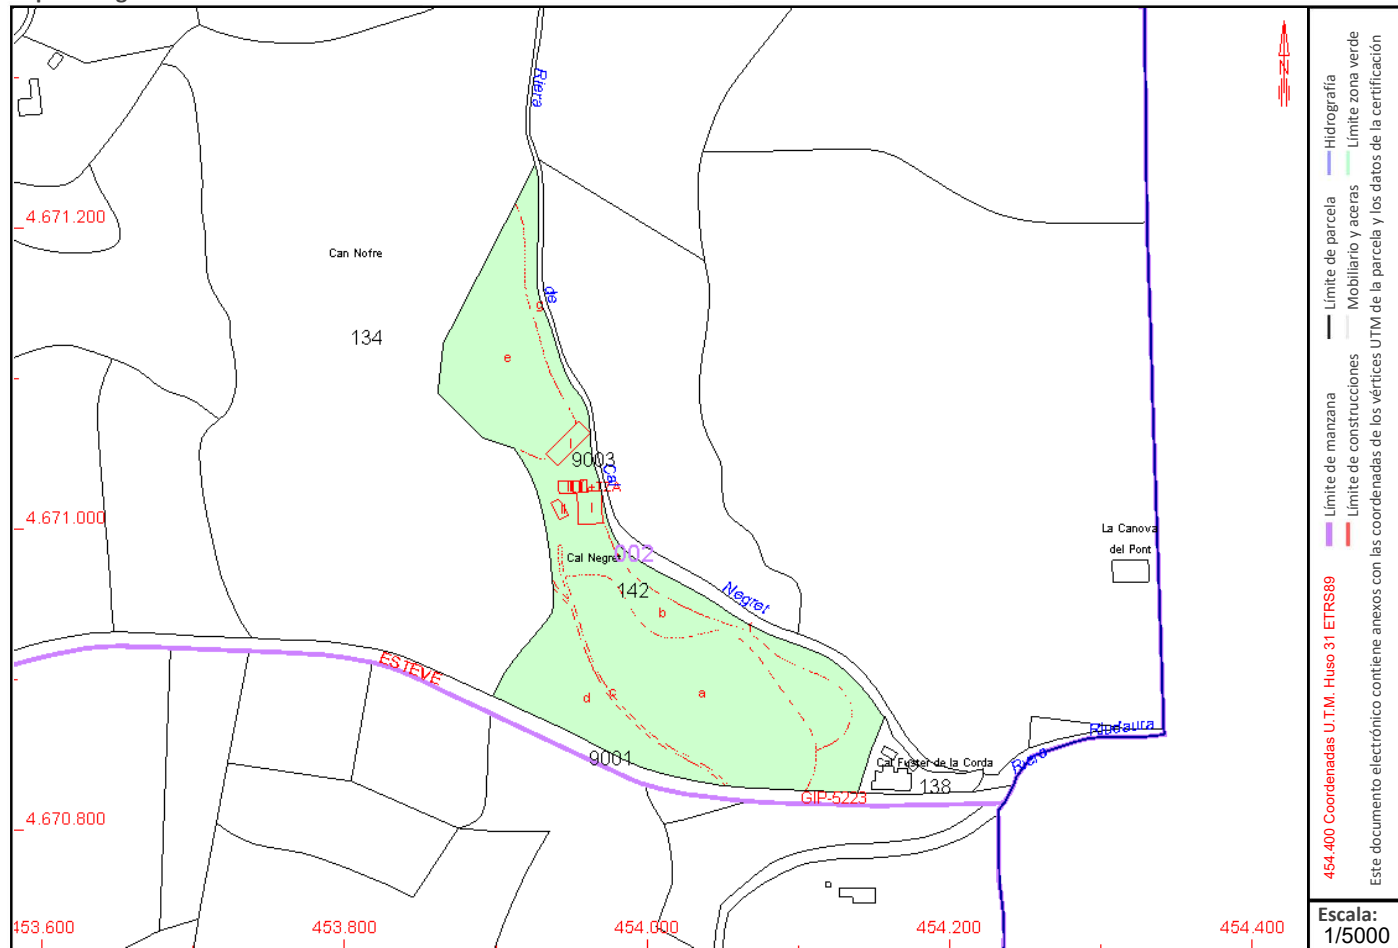 Riera
4.671.200
Can Nofre
de
g
134
e
I
9003
Cal
I
4.671.000
La Canova
del Pont
002
Cal Negret
142
Negret
b
f
ESTEVE
c
d
a
Riudaura
Riera
9001
Cal Fuster de la Corda
138
GIP-5223
4.670.800
453.600
453.800
454.000
454.200
454.400
N
Límite de manzana
Límite de parcela
Hidrografía
Límite de construcciones
Mobiliario y aceras
Límite zona verde
454.400 Coordenadas U.T.M. Huso 31 ETRS89
Este documento electrónico contiene anexos con las coordenadas de los vértices UTM de la parcela y los datos de la certificación
Escala:
1/5000